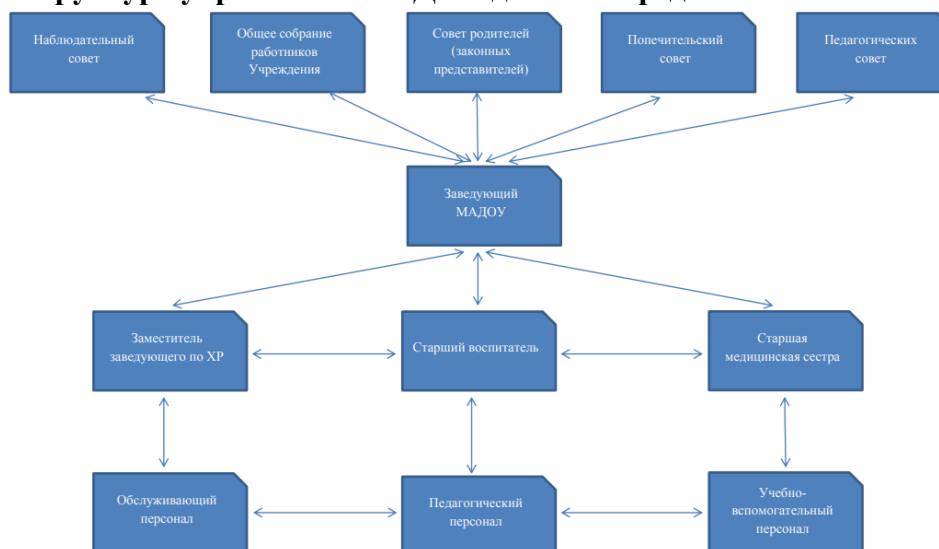 Наблюдательный
совет
Общее собрание
работников
Учреждения
Совет родителей
(законных
представителей)
Попечительский
совет
Педагогических
совет
Заведующий
МАДОУ
Заместитель
заведующего по ХР
Старший воспитатель
Старшая
медицинская сестра
Обслуживающий
персонал
Педагогический
персонал
Учебно-
вспомогательный
персонал